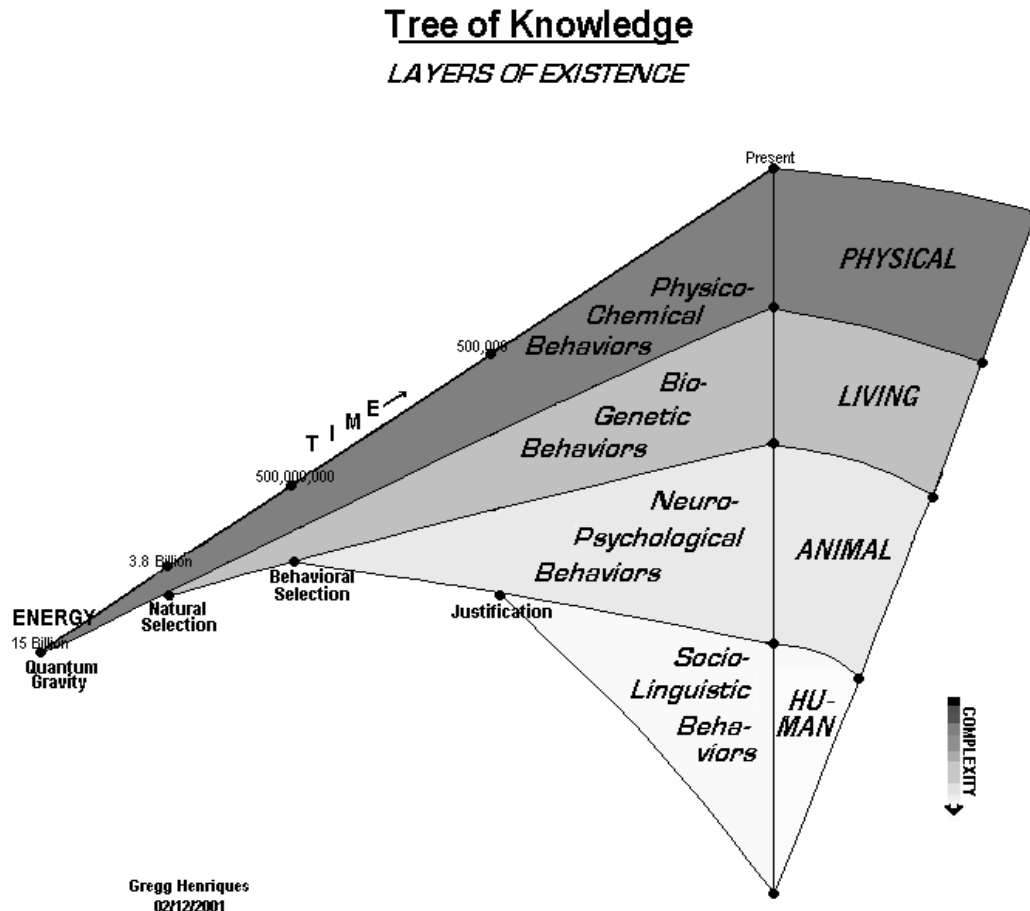 Tree of Knowledge
LAYERS OF EXISTENCE
Present
PHYSICAL
Physico-
Chemical
Behaviors
500,000
LIVING
Bio-
Genetic
Behaviors
TIME
500,000,000
Neuro-
Psychological
Behaviors
ANIMAL
3.8 Billion
Behavioral
Selection
Natural
Selection
Justification
ENERGY
15 Billion
Quantum
Gravity
Socio-
Linguistic
Beha-
viors
HU-
MAN
COMPLEXITY
Gregg Henriques
02/12/2001